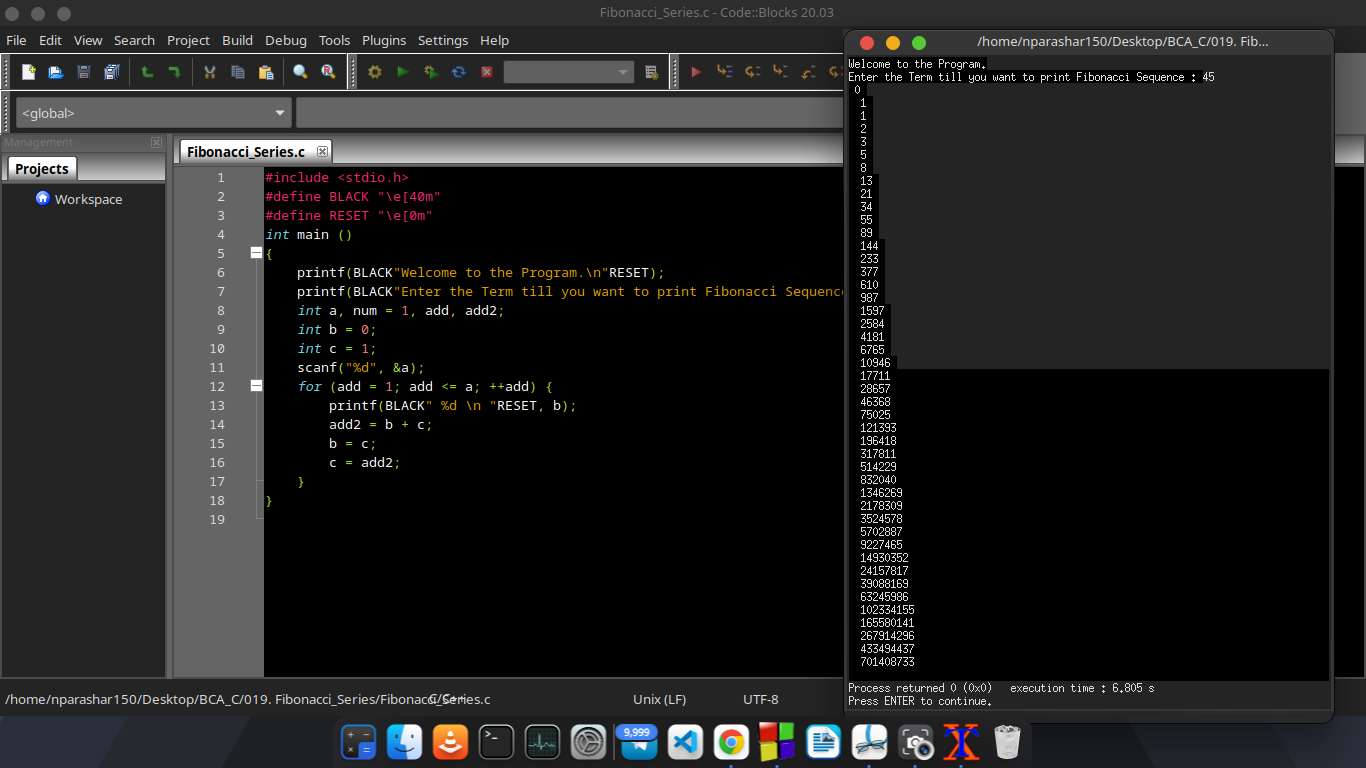 Fibonacci_Series.c - Code::Blocks 20.03
File Edit View Search Project Build Debug Tools Plugins Settings Help
<global>
Management
Projects
Workspace
Fibonacci_Series.c
1 #include <stdio.h>
2 #define BLACK "\e[40m"
3 #define RESET "\e[0m"
4 int main ()
5 {
6 printf(BLACK"Welcome to the Program.\n"RESET);
7 printf(BLACK"Enter the Term till you want to print Fibonacci Sequenc
8 int a, num = 1, add, add2;
9 int b = 0;
10 int c = 1;
11 scanf("%d", &a);
12 for (add = 1; add <= a; ++add) {
13 printf(BLACK" %d \n "RESET, b);
14 add2 = b + c;
15 b = c;
16 c = add2;
17 }
18 }
19
/home/nparashar150/Desktop/BCA_C/019. Fib...
Welcome to the Program.
Enter the Term till you want to print Fibonacci Sequence : 45
0
1
1
2
3
5
8
13
21
34
55
89
144
233
377
610
987
1597
2584
4181
6765
10946
17711
28657
46368
75025
121393
196418
317811
514229
832040
1346269
2178309
3524578
5702887
9227465
14930352
24157817
39088169
63245986
102334155
165580141
267914296
433494437
701408733
Process returned 0 (0x0) execution time : 6.805 s
Press ENTER to continue.
/home/nparashar150/Desktop/BCA_C/019. Fibonacci_Series/Fibonacci_Series.c
C/C++
Unix (LF)
UTF-8
9,999